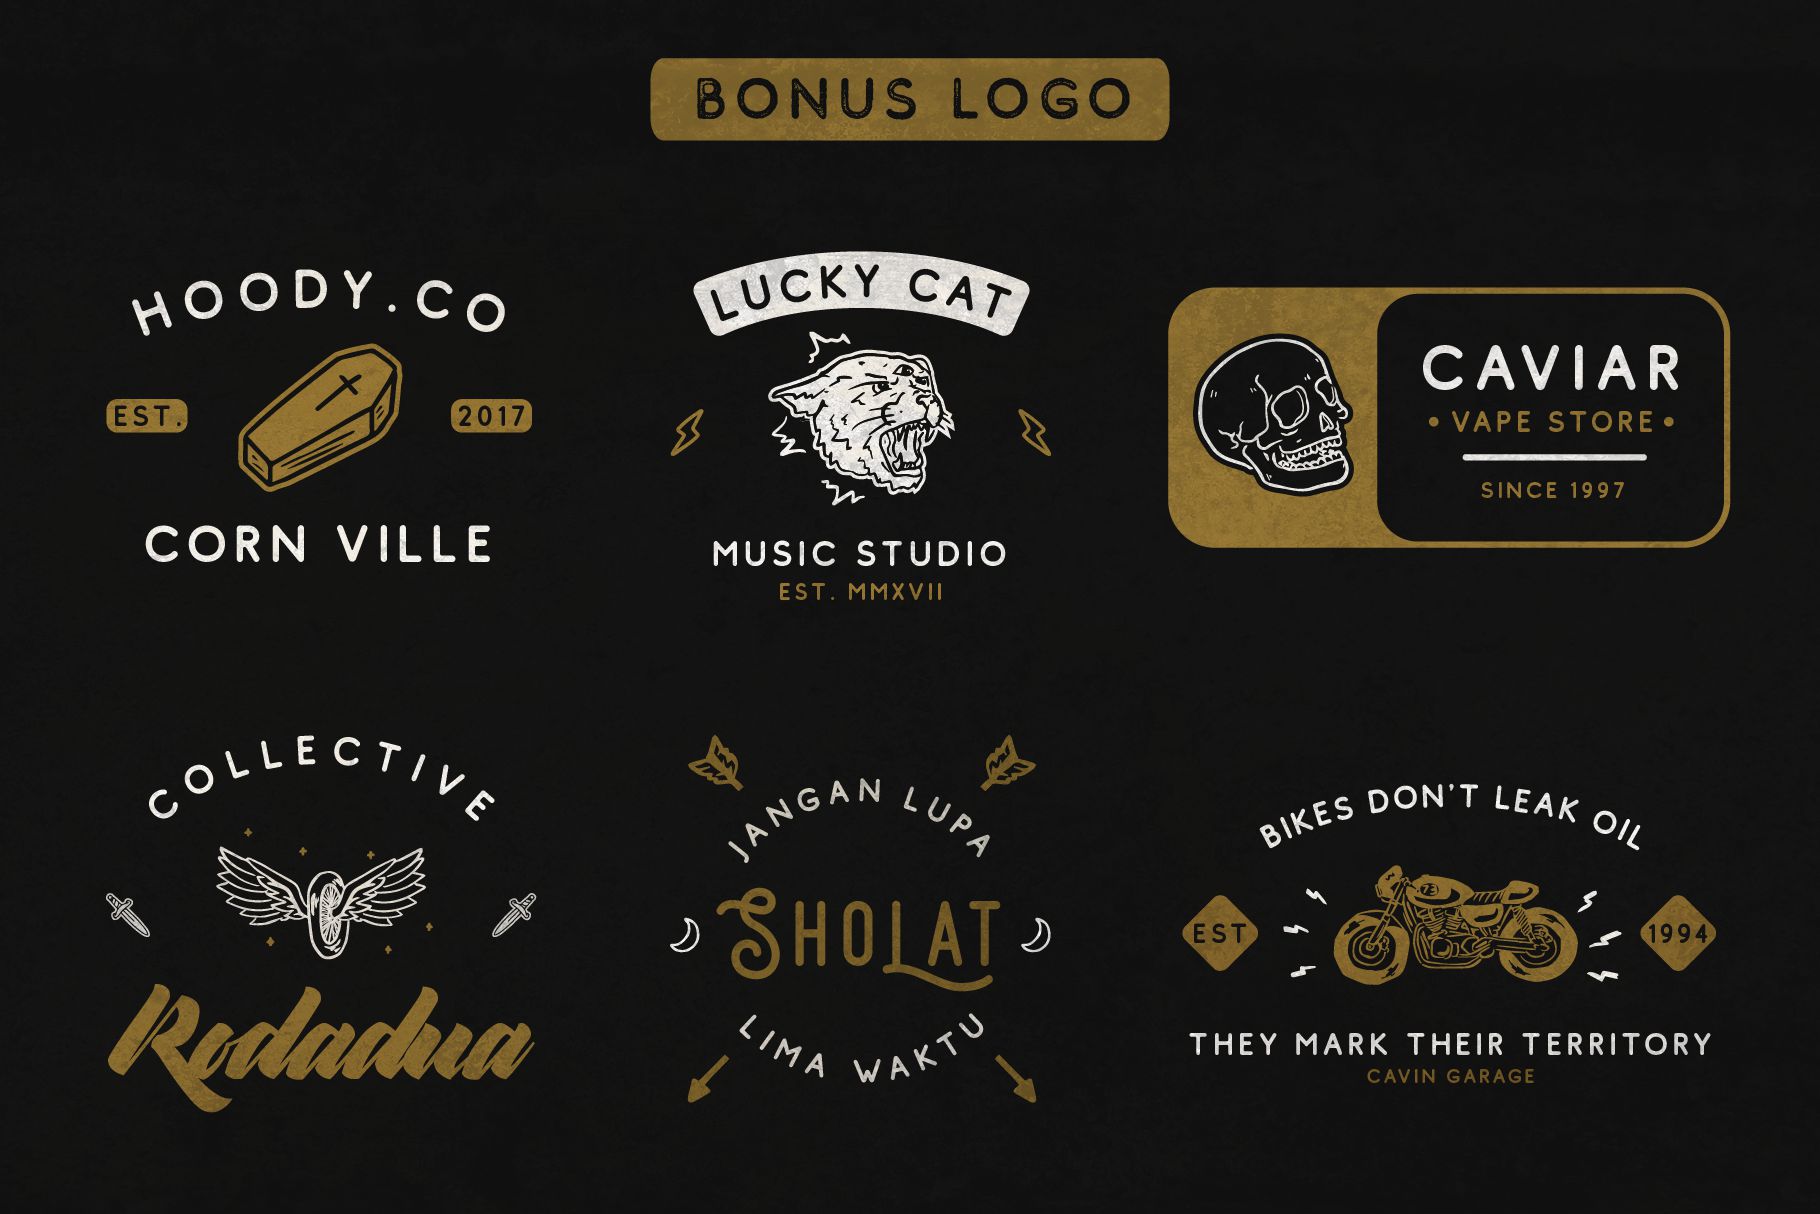 BONUS LOGO
HOODY.CO
EST.
2017
CORN VILLE
LUCKY CAT
MUSIC STUDIO
EST. MMXVII
CAVIAR
•VAPE STORE•
SINCE 1997
COLLECTIVE
Rodadua
JANGAN LUPA
SHOLAT
LIMA WAKTU
BIKES DON'T LEAK OIL
73
EST
1994
THEY MARK THEIR TERRITORY
CAVIN GARAGE